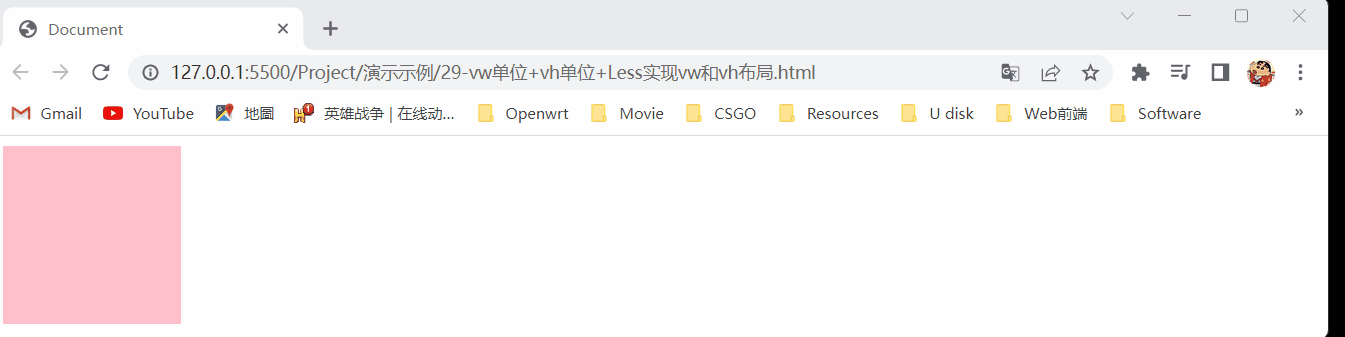 Document
127.0.0.1:5500/Project/演示示例/29-vw单位+vh单位+Less实现vw和vh布局.html
Gmail YouTube 地圖 英雄战争 | 在线动... Openwrt Movie CSGO Resources U disk Web前端 Software »